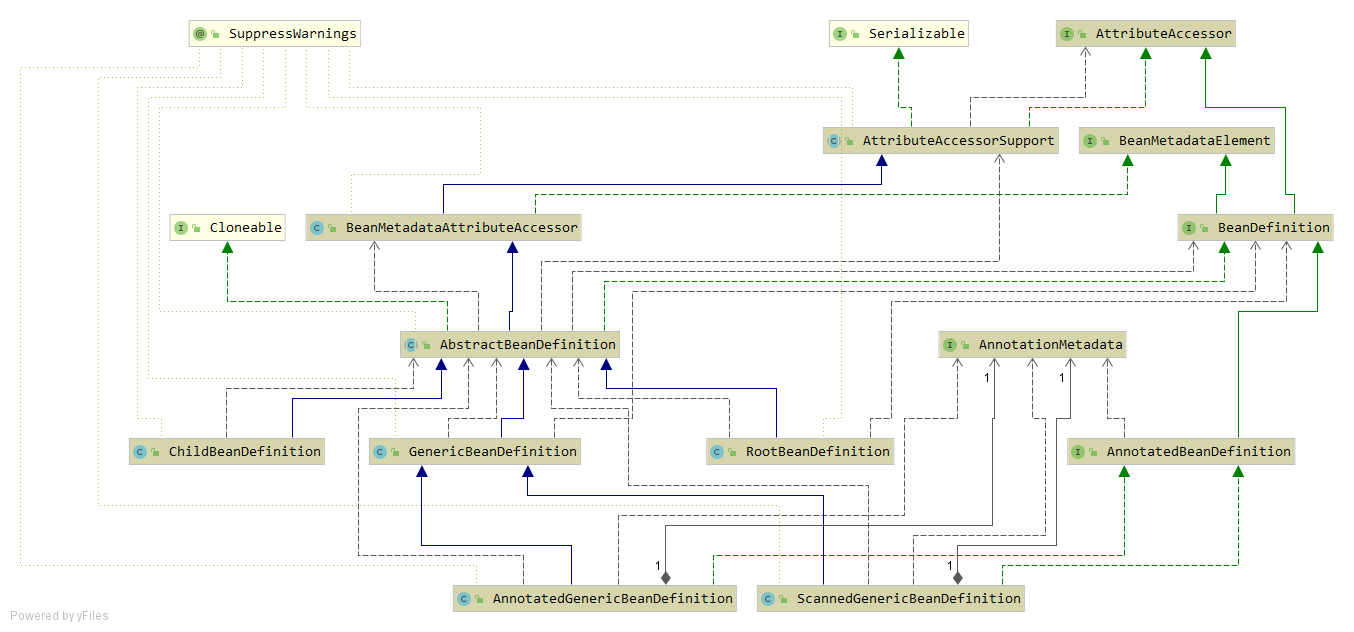 @ SuppressWarnings
I Serializable
I AttributeAccessor
C AttributeAccessorSupport
I BeanMetadataElement
I Cloneable
C BeanMetadataAttributeAccessor
I BeanDefinition
C AbstractBeanDefinition
I AnnotationMetadata
1
1
C ChildBeanDefinition
C GenericBeanDefinition
C RootBeanDefinition
I AnnotatedBeanDefinition
1
1
C AnnotatedGenericBeanDefinition
C ScannedGenericBeanDefinition
Powered by yFiles